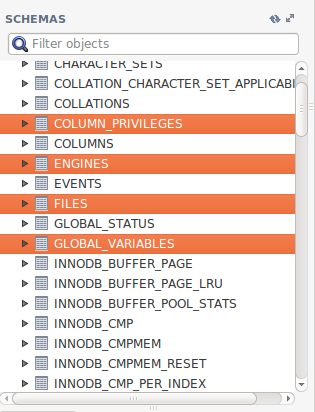 SCHEMAS
Filter objects
CHARACTER_SETS
COLLATION_CHARACTER_SET_APPLICABI
COLLATIONS
COLUMN_PRIVILEGES
COLUMNS
ENGINES
EVENTS
FILES
GLOBAL_STATUS
GLOBAL_VARIABLES
INNODB_BUFFER_PAGE
INNODB_BUFFER_PAGE_LRU
INNODB_BUFFER_POOL_STATS
INNODB_CMP
INNODB_CMPMEM
INNODB_CMPMEM_RESET
INNODB_CMP_PER_INDEX